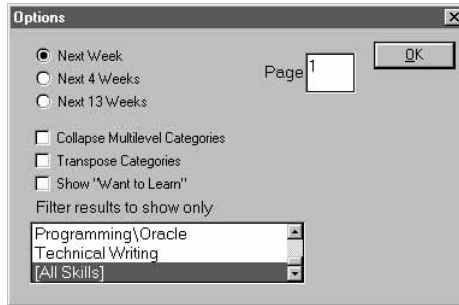 Options
Next Week
Next 4 Weeks
Next 13 Weeks
Page 1
OK
Collapse Multilevel Categories
Transpose Categories
Show "Want to Learn"
Filter results to show only
Programming\Oracle
Technical Writing
[All Skills]